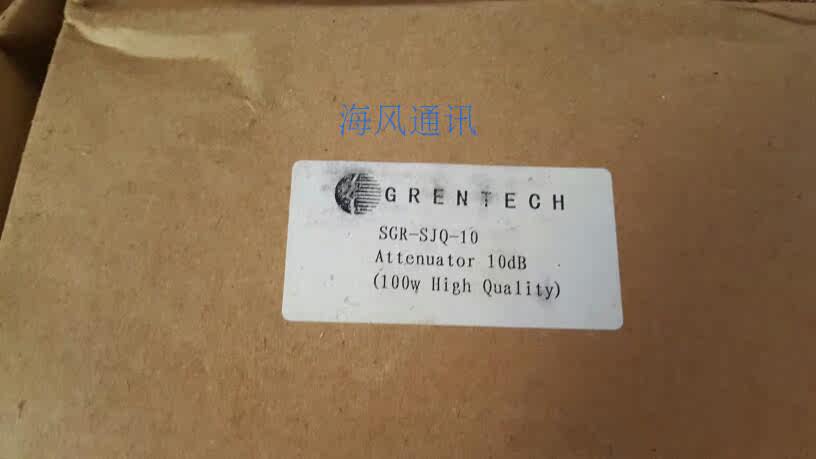 海风通讯
GRENTECH
SGR-SJQ-10
Attenuator 10dB
(100w High Quality)